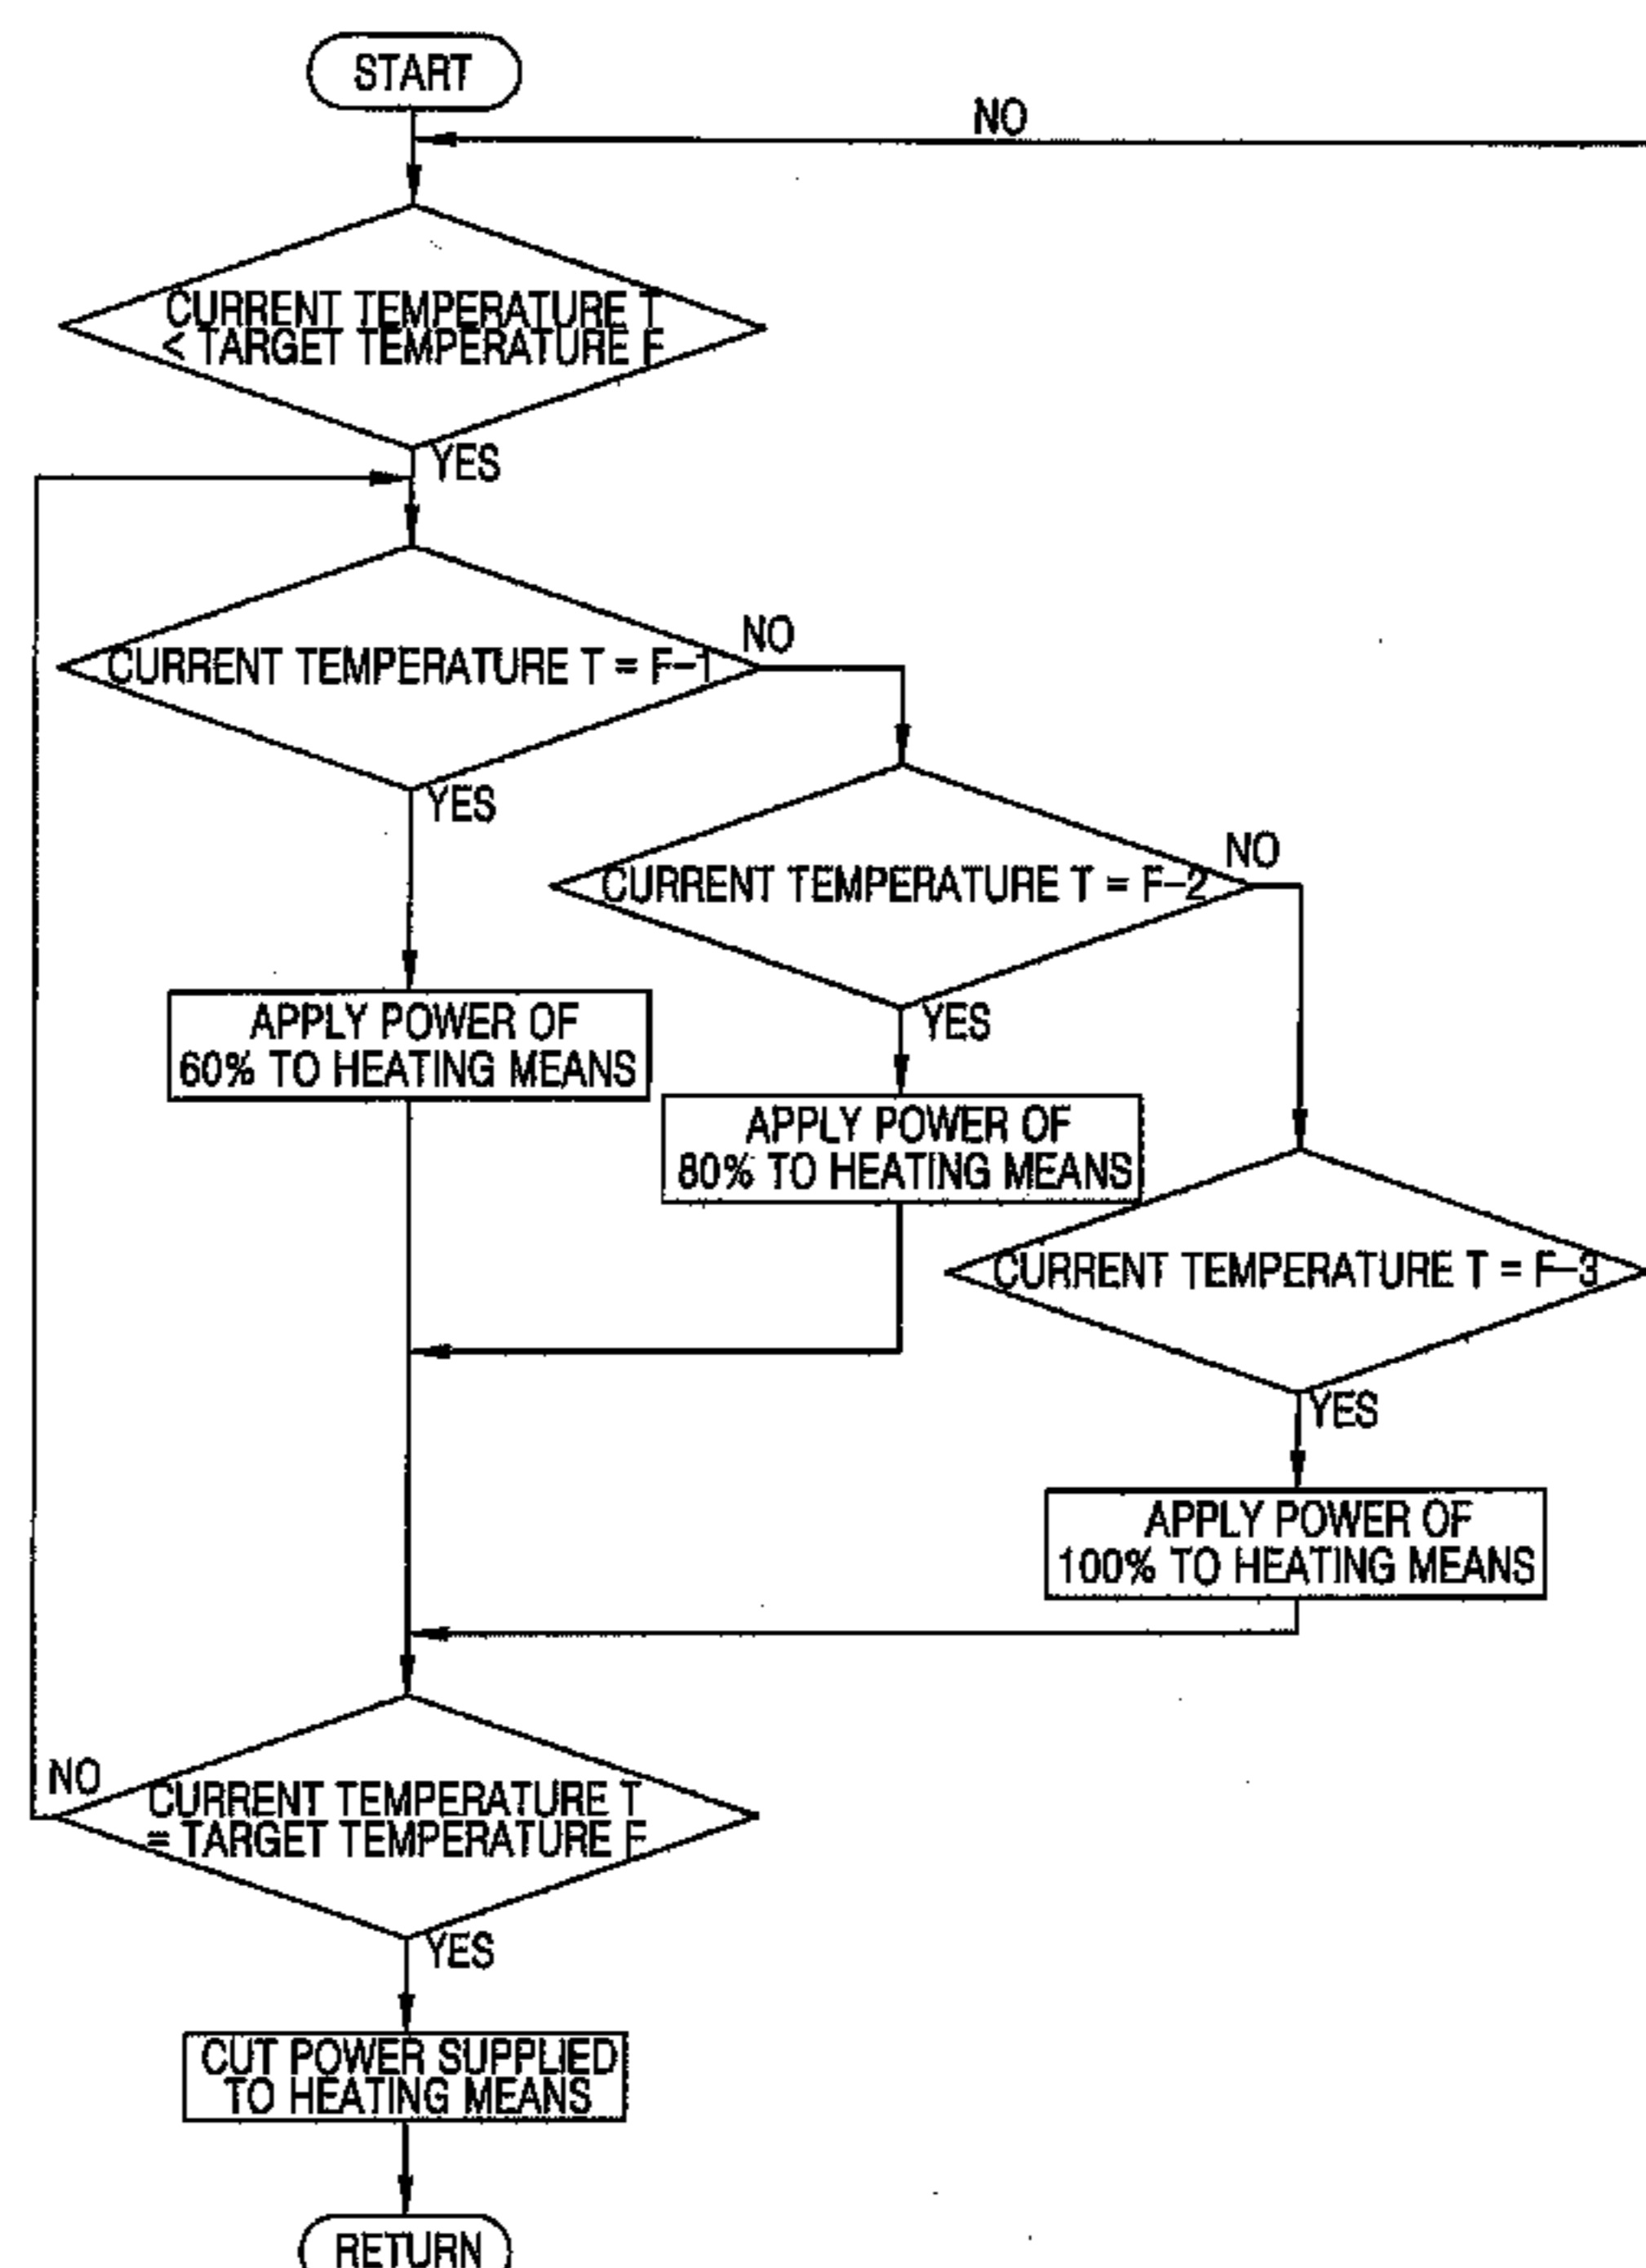 START
NO
CURRENT TEMPERATURE T
< TARGET TEMPERATURE F
YES
CURRENT TEMPERATURE T = F-1
NO
YES
CURRENT TEMPERATURE T = F-2
NO
YES
APPLY POWER OF
60% TO HEATING MEANS
APPLY POWER OF
80% TO HEATING MEANS
CURRENT TEMPERATURE T = F-3
YES
APPLY POWER OF
100% TO HEATING MEANS
NO
CURRENT TEMPERATURE T
= TARGET TEMPERATURE F
YES
CUT POWER SUPPLIED
TO HEATING MEANS
RETURN